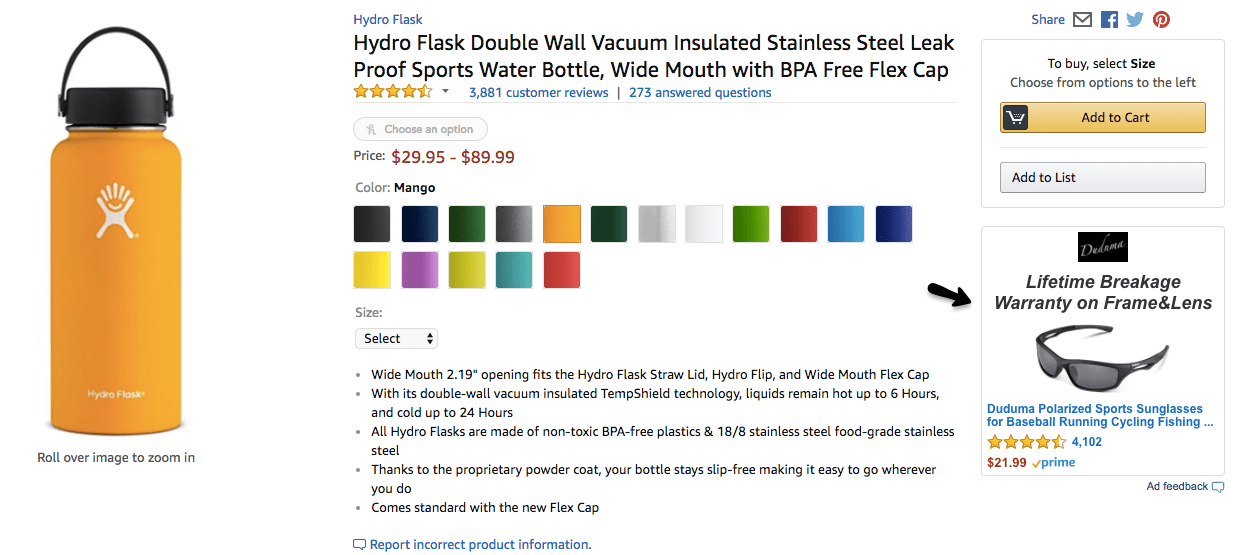 Hydro Flask
Hydro Flask Double Wall Vacuum Insulated Stainless Steel Leak
Proof Sports Water Bottle, Wide Mouth with BPA Free Flex Cap
3,881 customer reviews | 273 answered questions
Choose an option
Price: $29.95 - $89.99
Color: Mango
Size:
Select
Wide Mouth 2.19" opening fits the Hydro Flask Straw Lid, Hydro Flip, and Wide Mouth Flex Cap
With its double-wall vacuum insulated TempShield technology, liquids remain hot up to 6 Hours,
and cold up to 24 Hours
All Hydro Flasks are made of non-toxic BPA-free plastics & 18/8 stainless steel food-grade stainless
steel
Thanks to the proprietary powder coat, your bottle stays slip-free making it easy to go wherever
you do
Comes standard with the new Flex Cap
Report incorrect product information.
Hydro Flask
Roll over image to zoom in
Share
To buy, select Size
Choose from options to the left
Add to Cart
Add to List
Duduma
Lifetime Breakage
Warranty on Frame&Lens
Duduma Polarized Sports Sunglasses
for Baseball Running Cycling Fishing ...
4,102
$21.99 prime
Ad feedback